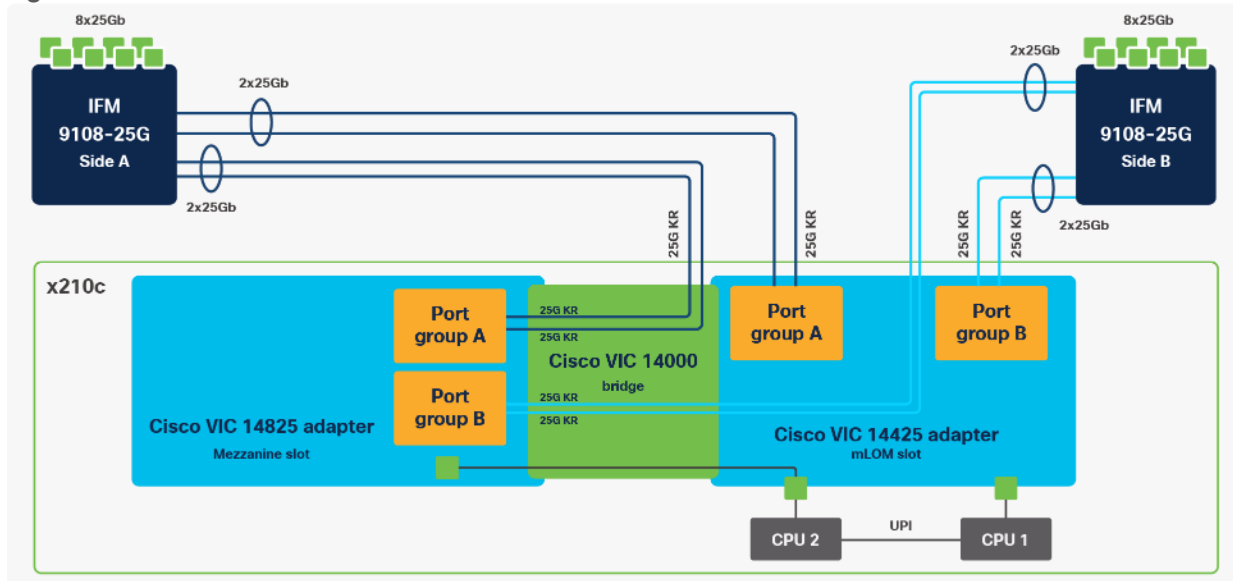 8x25Gb
IFM
9108-25G
Side A
2x25Gb
2x25Gb
8x25Gb
2x25Gb
IFM
9108-25G
Side B
2x25Gb
25G KR
25G KR
25G KR
25G KR
x210c
Port
group A
Port
group B
Cisco VIC 14825 adapter
Mezzanine slot
25G KR
25G KR
Cisco VIC 14000
bridge
25G KR
25G KR
Port
group A
Port
group B
Cisco VIC 14425 adapter
mLOM slot
CPU 2
UPI
CPU 1